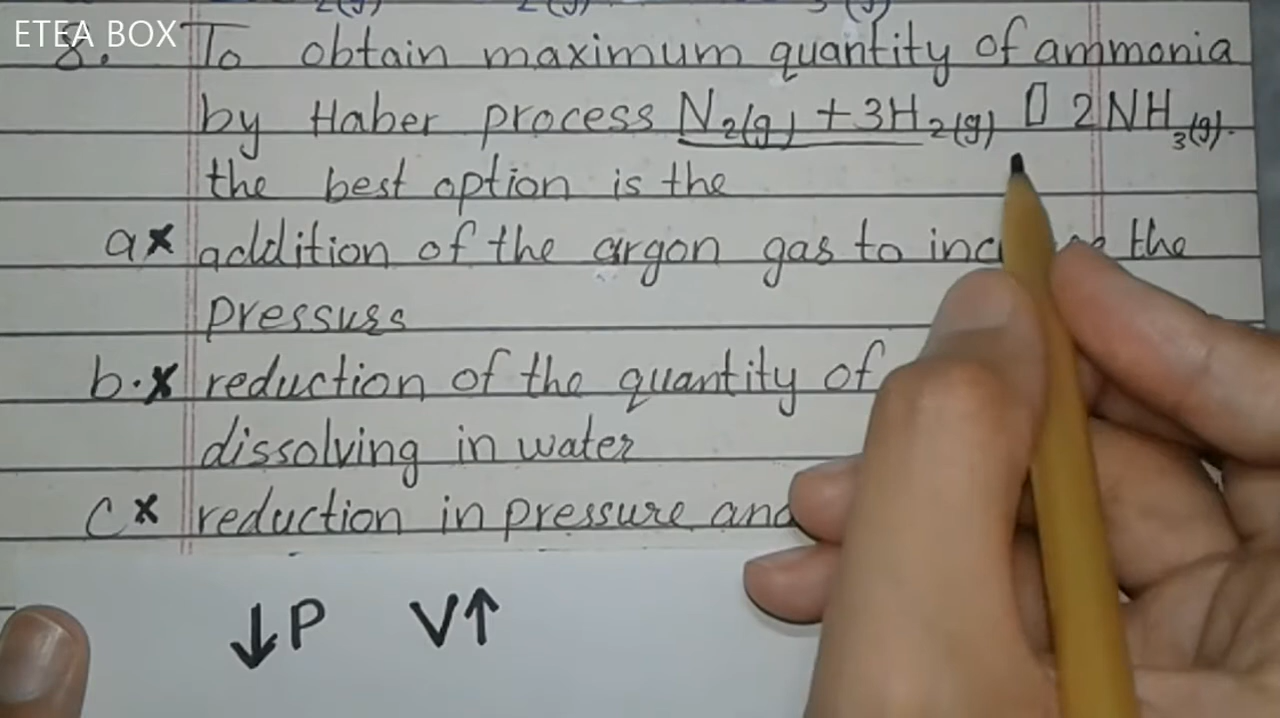 ETEA BOX
8. To obtain maximum quantity of ammonia
by Haber process N2(g) + 3H2(g) ▯ 2NH3(g).
the best option is the
a× addition of the argon gas to the
pressuss
b.× reduction of the quantity of
dissolving in water
c× reduction in pressure and
↓P V↑